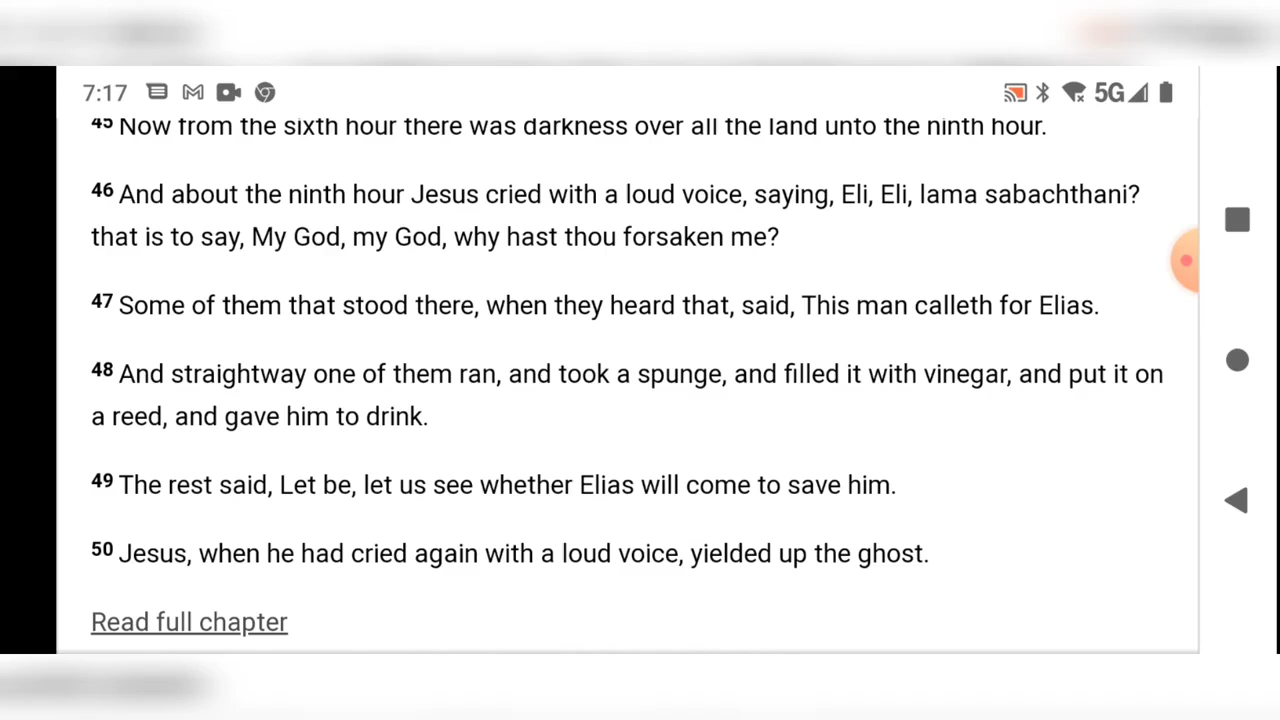 7:17 5G
45 Now from the sixth hour there was darkness over all the land unto the ninth hour.
46 And about the ninth hour Jesus cried with a loud voice, saying, Eli, Eli, lama sabachthani?
that is to say, My God, my God, why hast thou forsaken me?
47 Some of them that stood there, when they heard that, said, This man calleth for Elias.
48 And straightway one of them ran, and took a spunge, and filled it with vinegar, and put it on
a reed, and gave him to drink.
49 The rest said, Let be, let us see whether Elias will come to save him.
50 Jesus, when he had cried again with a loud voice, yielded up the ghost.
Read full chapter